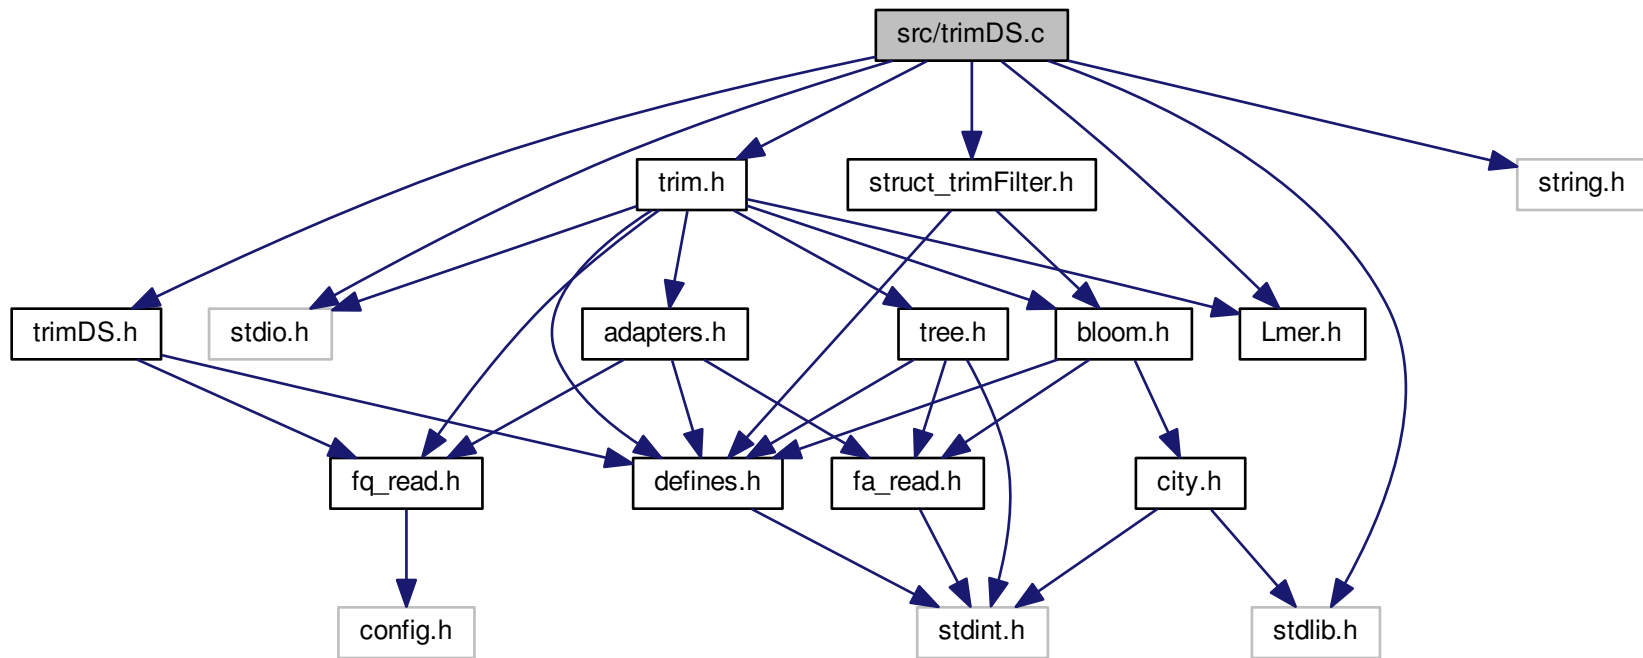 src/trimDS.c
trim.h
struct_trimFilter.h
string.h
trimDS.h
stdio.h
adapters.h
tree.h
bloom.h
Lmer.h
fq_read.h
defines.h
fa_read.h
city.h
config.h
stdint.h
stdlib.h